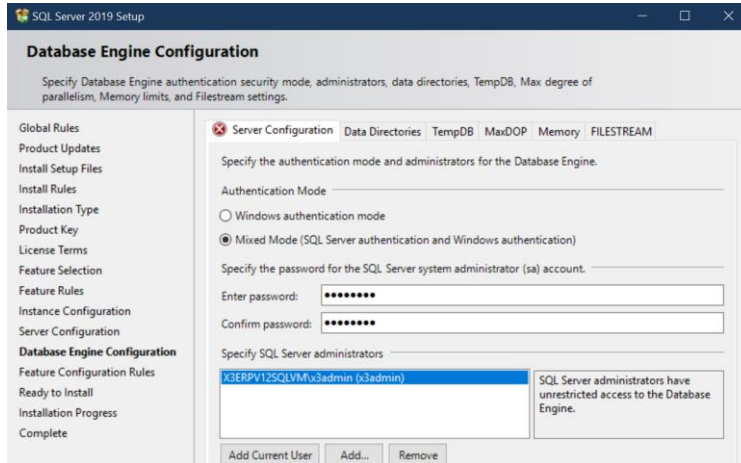 SQL Server 2019 Setup
Database Engine Configuration
Specify Database Engine authentication security mode, administrators, data directories, TempDB, Max degree of
parallelism, Memory limits, and Filestream settings.
Global Rules
Product Updates
Install Setup Files
Install Rules
Installation Type
Product Key
License Terms
Feature Selection
Feature Rules
Instance Configuration
Server Configuration
Database Engine Configuration
Feature Configuration Rules
Ready to Install
Installation Progress
Complete
Server Configuration Data Directories TempDB MaxDOP Memory FILESTREAM
Specify the authentication mode and administrators for the Database Engine.
Authentication Mode
Windows authentication mode
Mixed Mode (SQL Server authentication and Windows authentication)
Specify the password for the SQL Server system administrator (sa) account.
Enter password: ●●●●●●●●
Confirm password: ●●●●●●●●
Specify SQL Server administrators
X3ERPV12SQLVM\x3admin (x3admin)
SQL Server administrators have
unrestricted access to the Database
Engine.
Add Current User Add... Remove